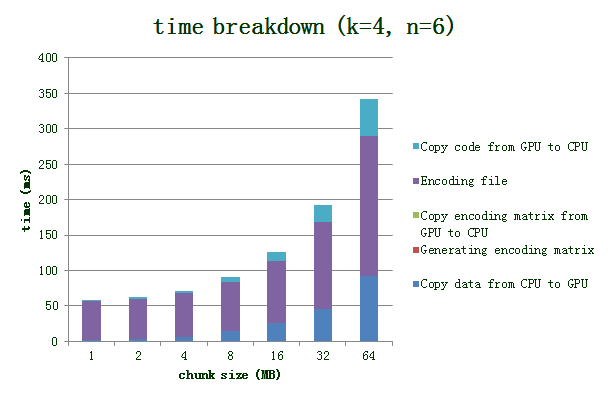 time breakdown (k=4, n=6)
400
350
300
250
200
150
100
50
0
time (ms)
1 2 4 8 16 32 64
chunk size (MB)
Copy code from GPU to CPU
Encoding file
Copy encoding matrix from
GPU to CPU
Generating encoding matrix
Copy data from CPU to GPU